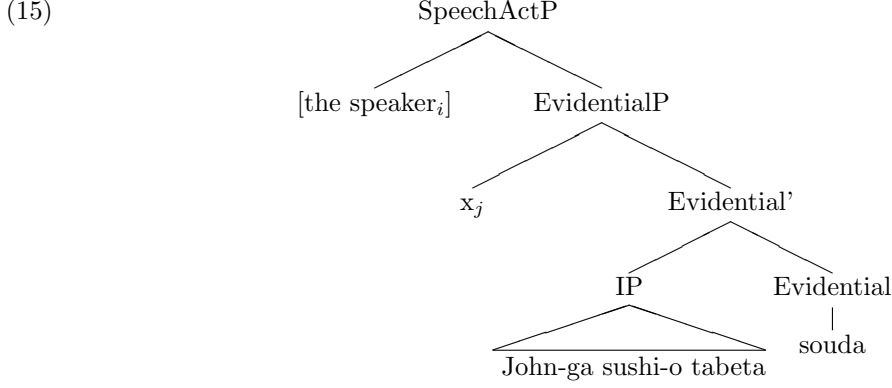 (15) SpeechActP
[the speakerᵢ] EvidentialP
xⱼ Evidential'
IP Evidential
souda
John-ga sushi-o tabeta